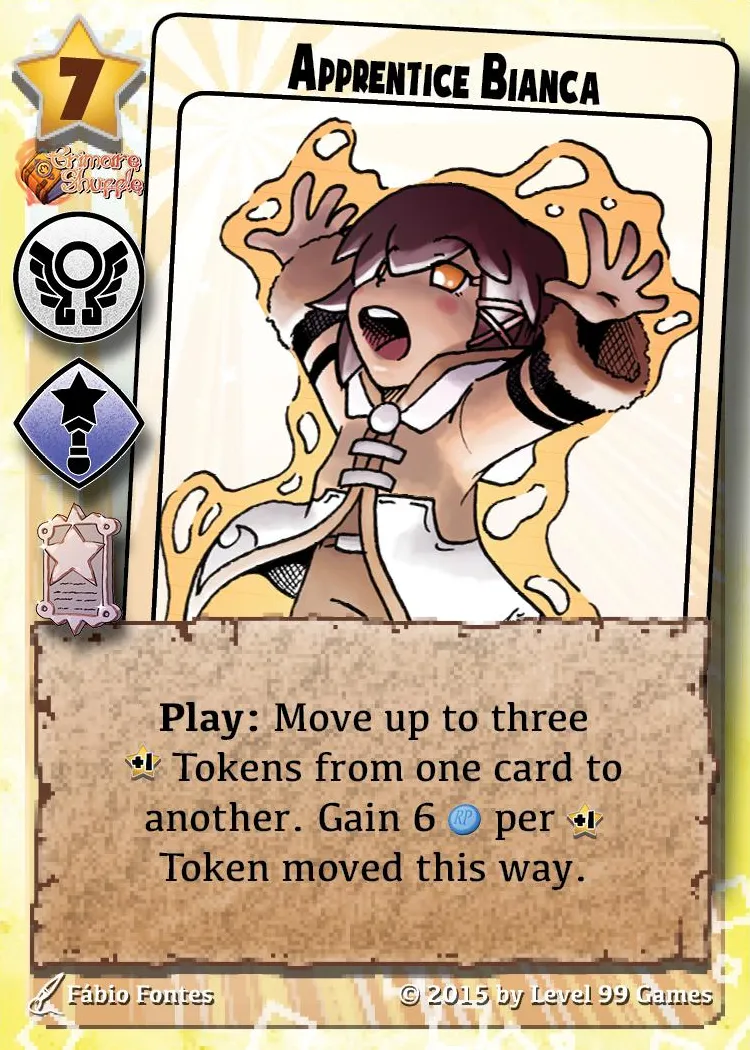 7
APPRENTICE BIANCA
Grimoire
Shuffle
Play: Move up to three
+1 Tokens from one card to
another. Gain 6 RP per +1
Token moved this way.
Fábio Fontes
© 2015 by Level 99 Games